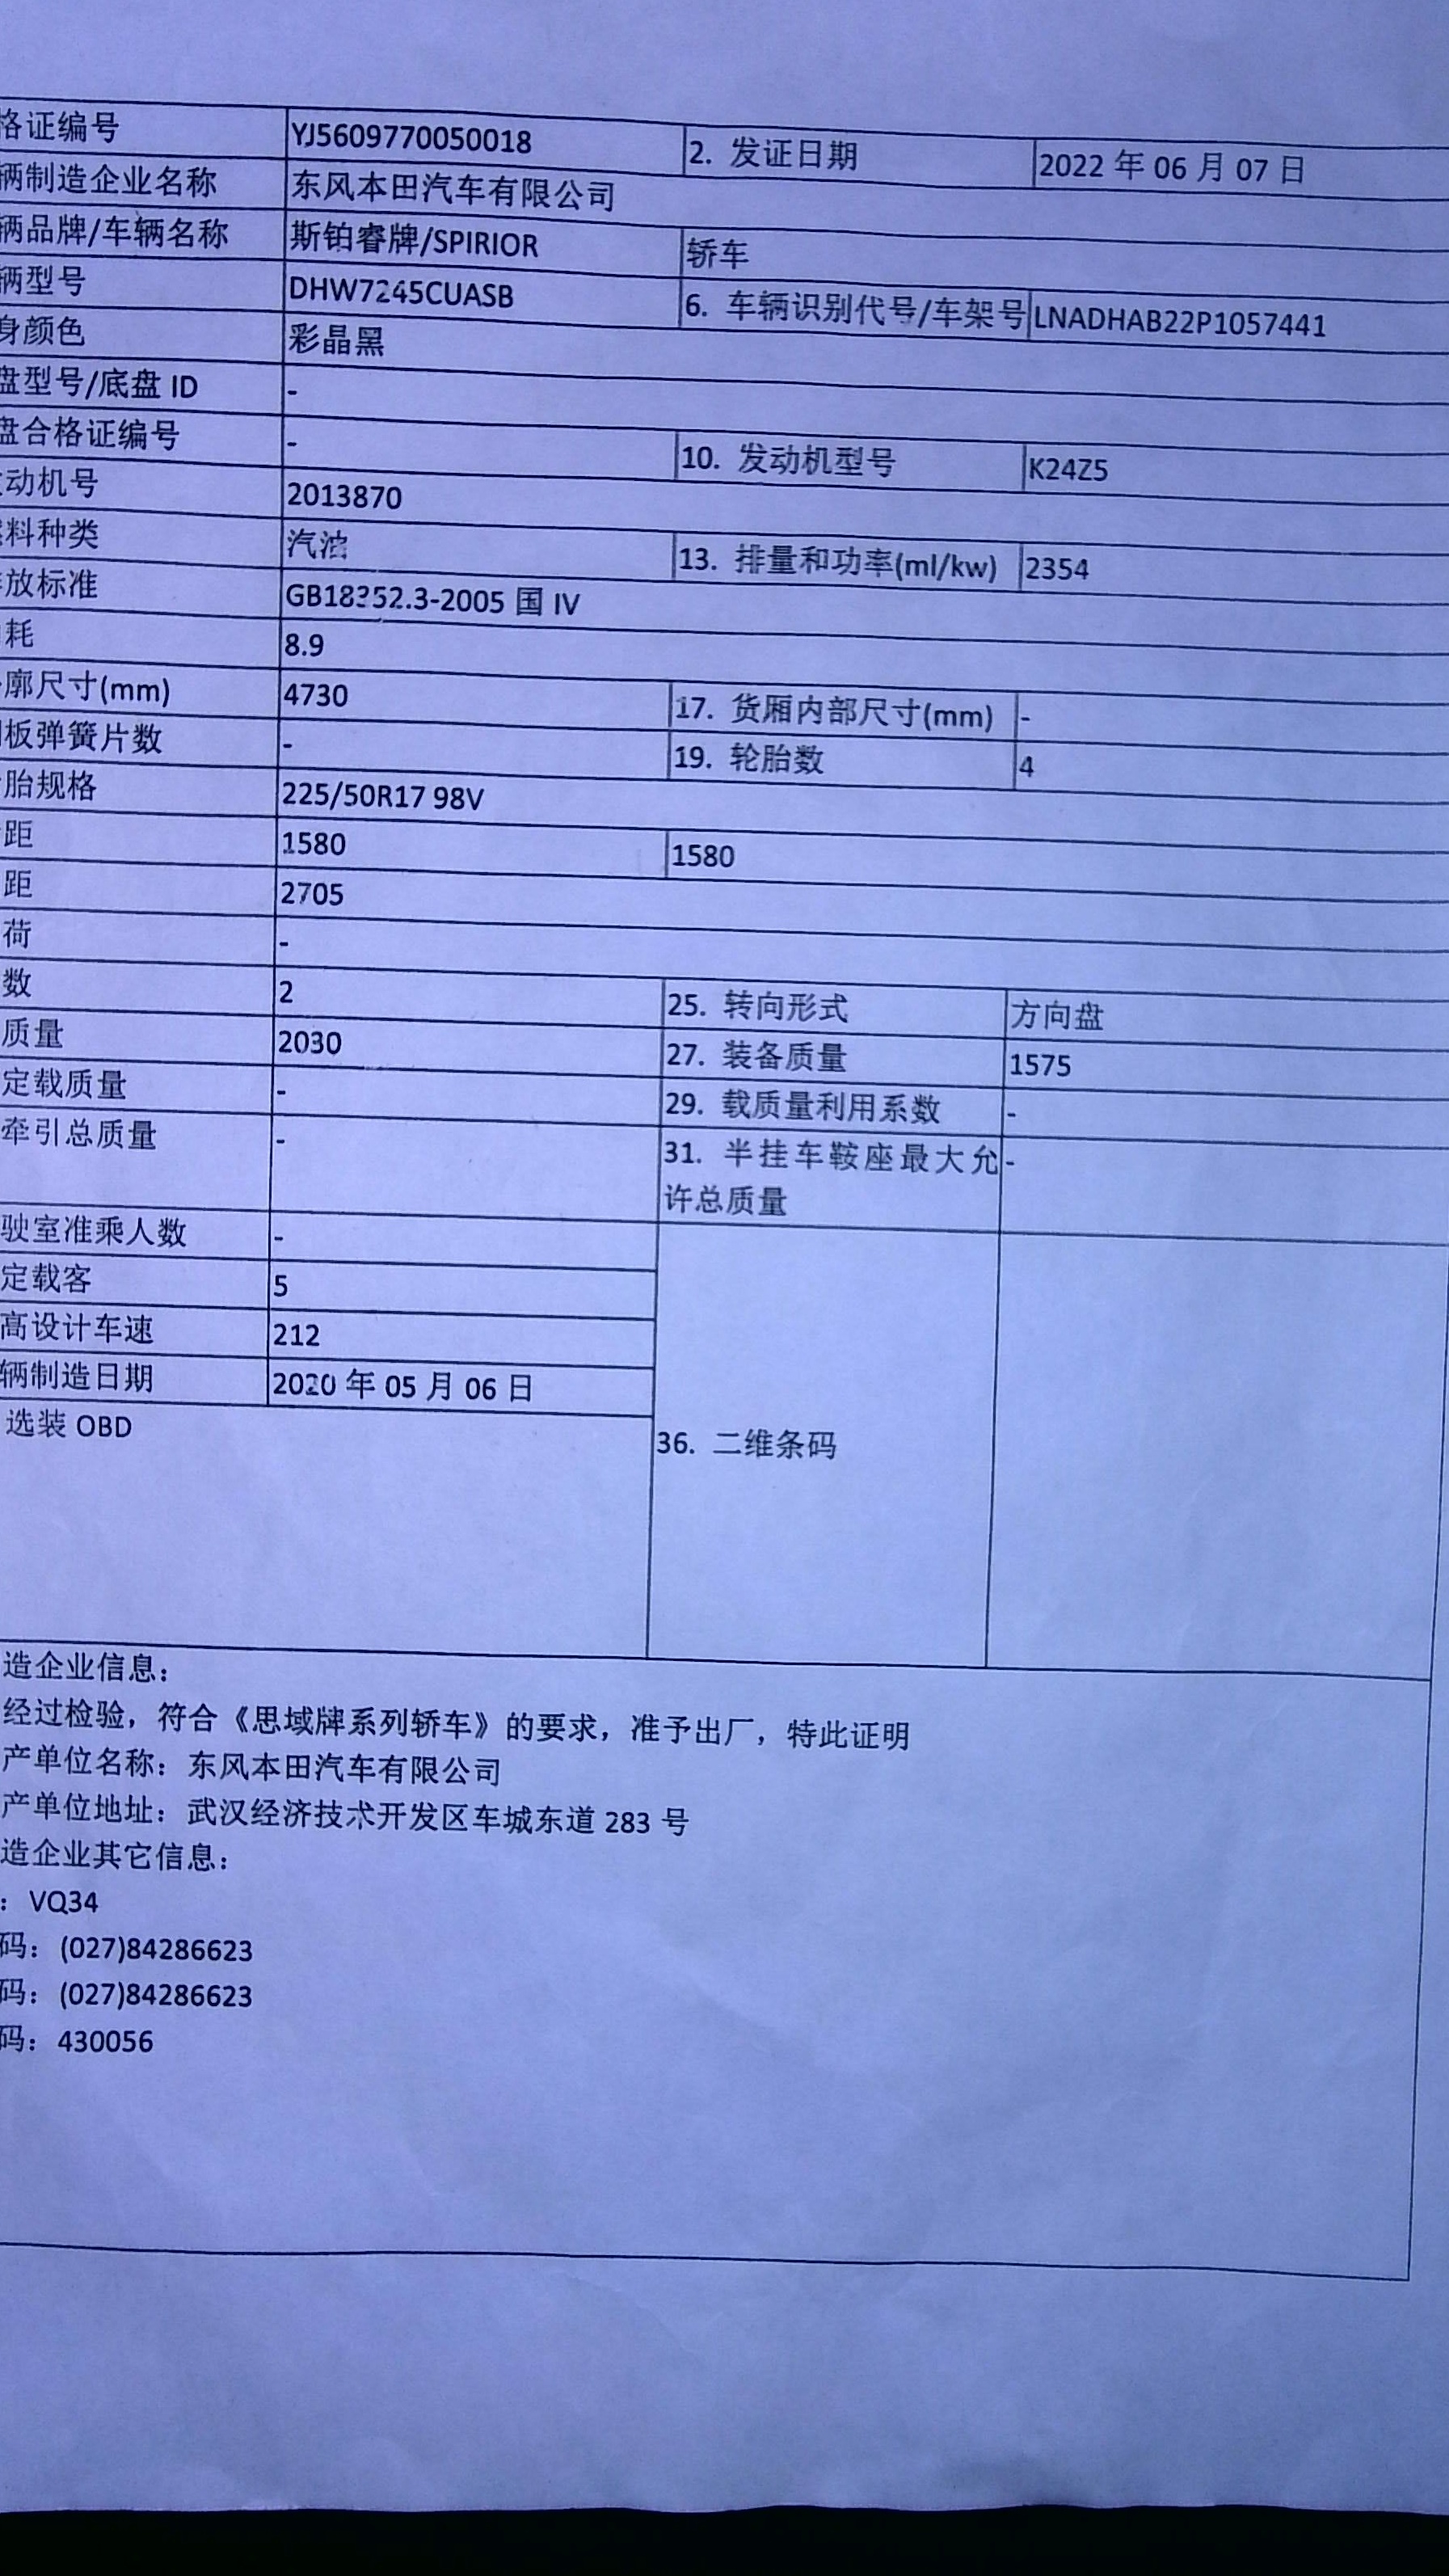 格证编号 YJ5609770050018 2. 发证日期 2022 年 06 月 07 日
辆制造企业名称 东风本田汽车有限公司
辆品牌/车辆名称 斯铂睿牌/SPIRIOR 轿车
辆型号 DHW7245CUASB 6. 车辆识别代号/车架号 LNADHAB22P1057441
身颜色 彩晶黑
盘型号/底盘 ID -
盘合格证编号 - 10. 发动机型号 K24Z5
动机号 2013870
料种类 汽油 13. 排量和功率(ml/kw) 2354
放标准 GB18352.3-2005 国 IV
耗 8.9
廓尺寸(mm) 4730 17. 货厢内部尺寸(mm) -
板弹簧片数 - 19. 轮胎数 4
胎规格 225/50R17 98V
距 1580 1580
距 2705
荷 -
数 2 25. 转向形式 方向盘
质量 2030 27. 装备质量 1575
定载质量 - 29. 载质量利用系数 -
牵引总质量 - 31. 半挂车鞍座最大允 -
许总质量
驶室准乘人数 -
定载客 5
高设计车速 212
辆制造日期 2020 年 05 月 06 日
选装 OBD
36. 二维条码
造企业信息：
经过检验，符合《思域牌系列轿车》的要求，准予出厂，特此证明
产单位名称：东风本田汽车有限公司
产单位地址：武汉经济技术开发区车城东道 283 号
造企业其它信息：
：VQ34
码：(027)84286623
码：(027)84286623
码：430056